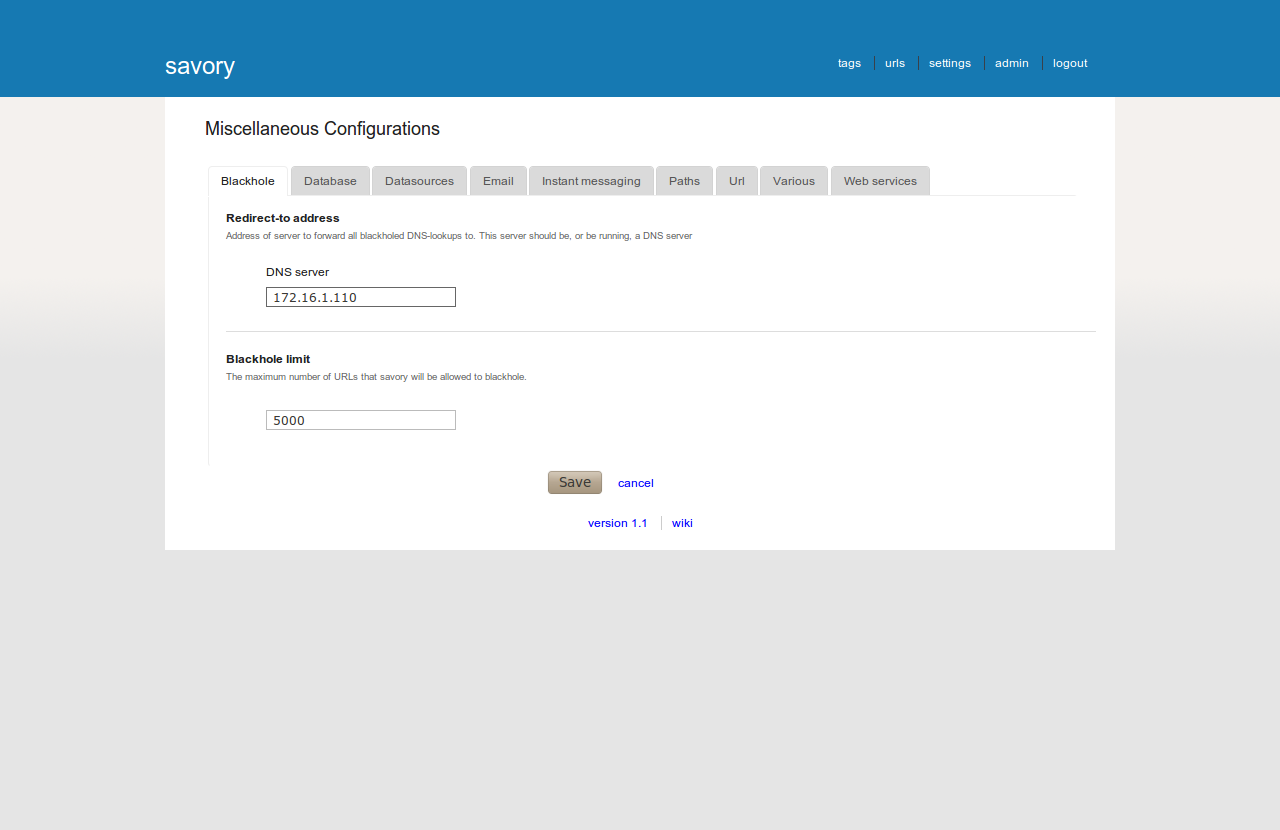 savory
tags urls settings admin logout
Miscellaneous Configurations
Blackhole Database Datasources Email Instant messaging Paths Url Various Web services
Redirect-to address
Address of server to forward all blackholed DNS-lookups to. This server should be, or be running, a DNS server
DNS server
172.16.1.110
Blackhole limit
The maximum number of URLs that savory will be allowed to blackhole.
5000
Save cancel
version 1.1 wiki